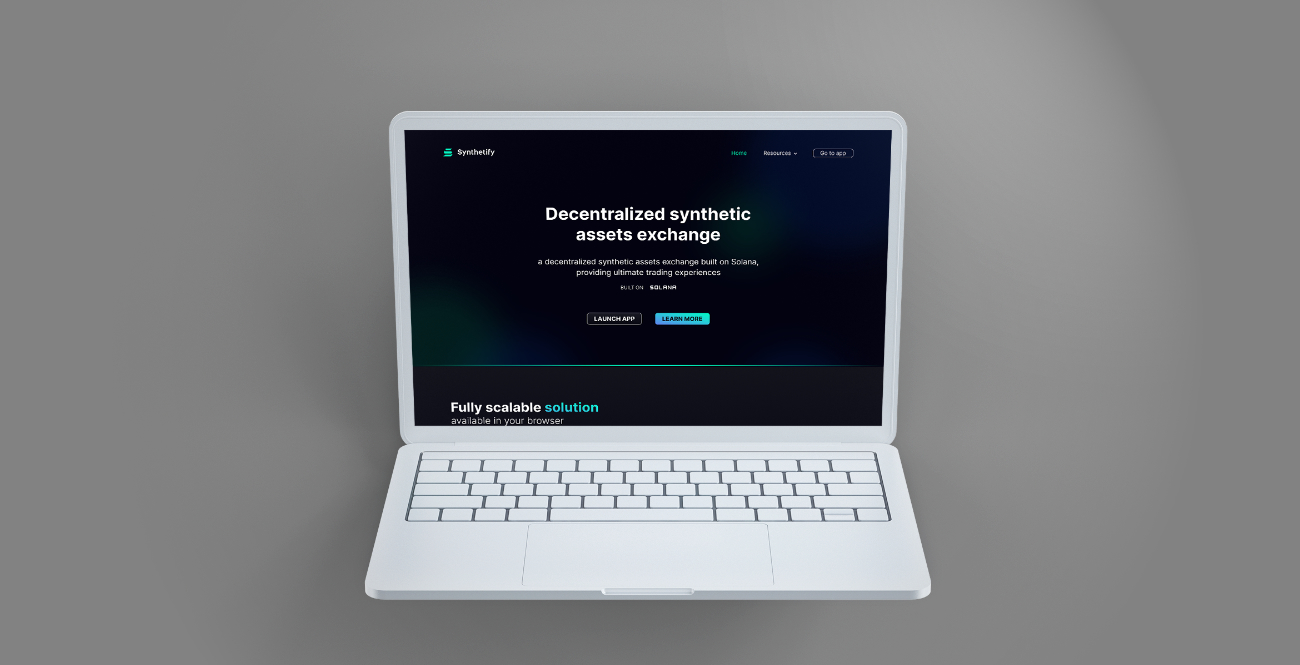 Synthetify
Home Resources Go to app
Decentralized synthetic
assets exchange
a decentralized synthetic assets exchange built on Solana,
providing ultimate trading experiences
BUILT ON SOLANA
LAUNCH APP LEARN MORE
Fully scalable solution
available in your browser